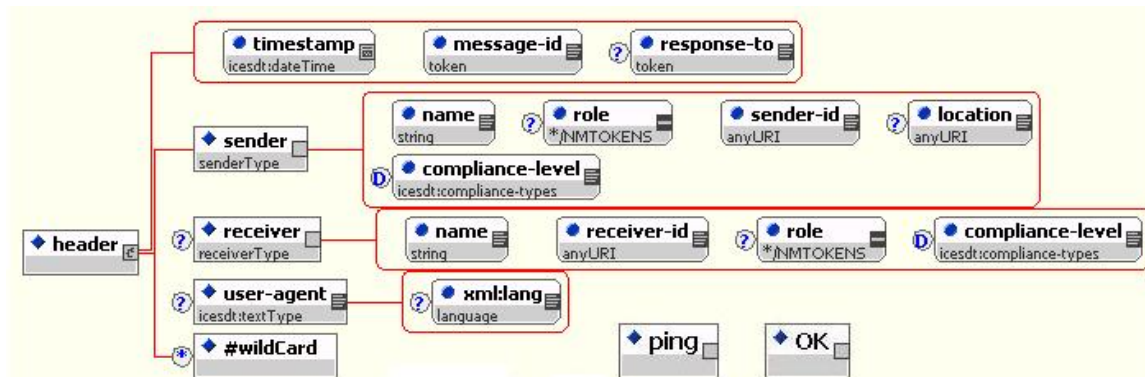 timestamp message-id ? response-to
icesdt:dateTime token token
name ? role sender-id ? location
sender string */NMTOKENS anyURI anyURI
senderType D compliance-level
icesdt:compliance-types
header ? receiver name receiver-id ? role D compliance-level
receiverType string anyURI */NMTOKENS icesdt:compliance-types
? user-agent ? xml:lang
icesdt:textType language
* #wildCard ping OK